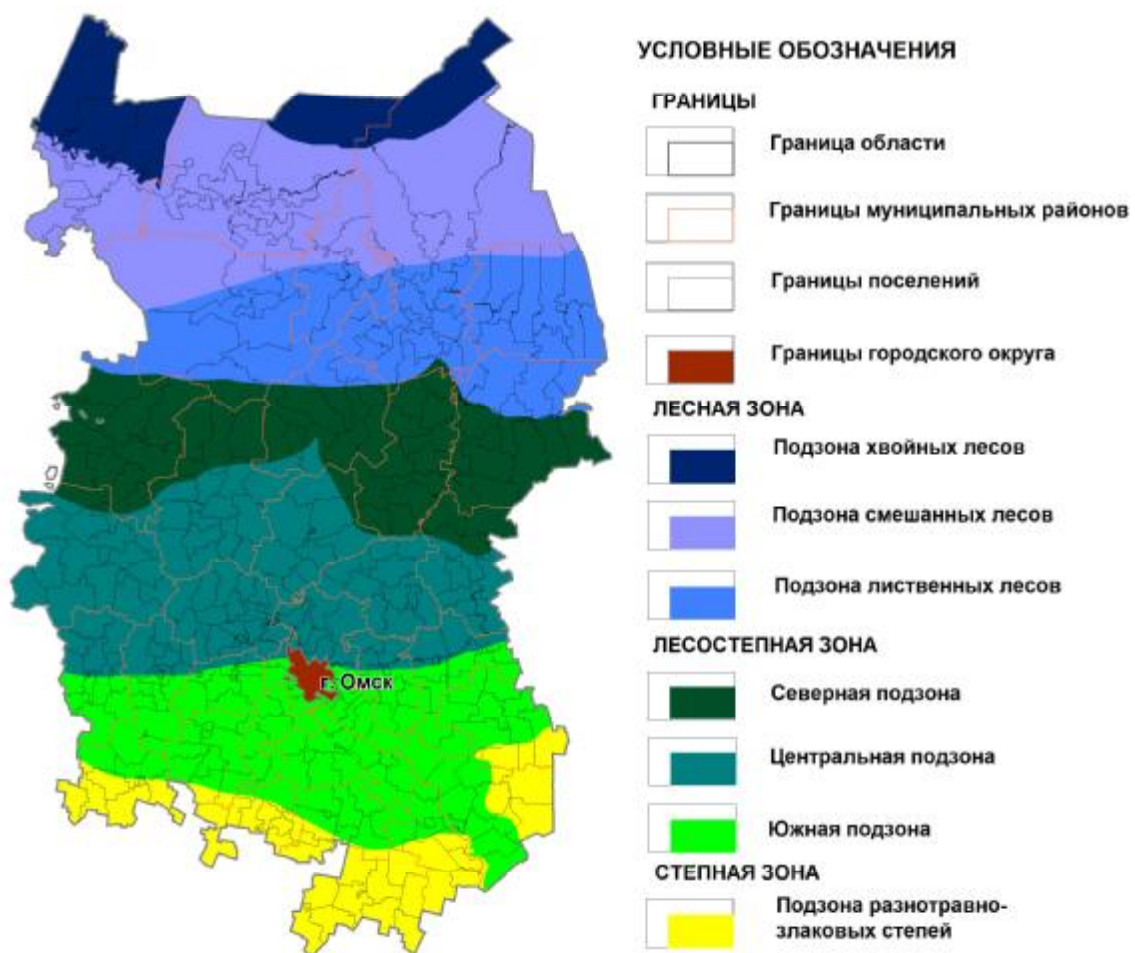 УСЛОВНЫЕ ОБОЗНАЧЕНИЯ
ГРАНИЦЫ
Граница области
Границы муниципальных районов
Границы поселений
Границы городского округа
ЛЕСНАЯ ЗОНА
Подзона хвойных лесов
Подзона смешанных лесов
Подзона лиственных лесов
ЛЕСОСТЕПНАЯ ЗОНА
Северная подзона
Центральная подзона
Южная подзона
СТЕПНАЯ ЗОНА
Подзона разнотравно-
злаковых степей
г. Омск